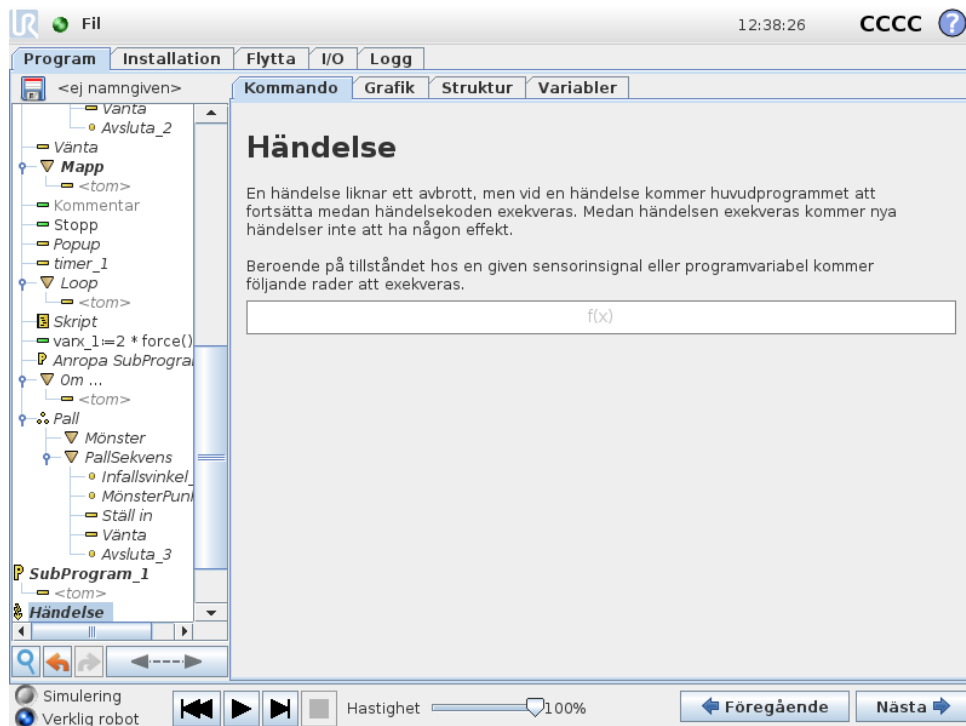 UR Fil 12:38:26 CCCC ?
Program Installation Flytta I/O Logg
<ej namngiven>
Kommando Grafik Struktur Variabler
Vänta
Avsluta_2
Vänta
Mapp
<tom>
Kommentar
Stopp
Popup
timer_1
Loop
<tom>
Skript
varx_1:=2 * force()
P Anropa SubProgra
Om ...
<tom>
Pall
Mönster
PallSekvens
Infallsvinkel_
MönsterPun
Ställ in
Vänta
Avsluta_3
P SubProgram_1
<tom>
Händelse
Händelse
En händelse liknar ett avbrott, men vid en händelse kommer huvudprogrammet att
fortsätta medan händelsekoden exekveras. Medan händelsen exekveras kommer nya
händelser inte att ha någon effekt.
Beroende på tillståndet hos en given sensorinsignal eller programvariabel kommer
följande rader att exekveras.
f(x)
Simulering
Verklig robot
Hastighet 100%
Föregående Nästa